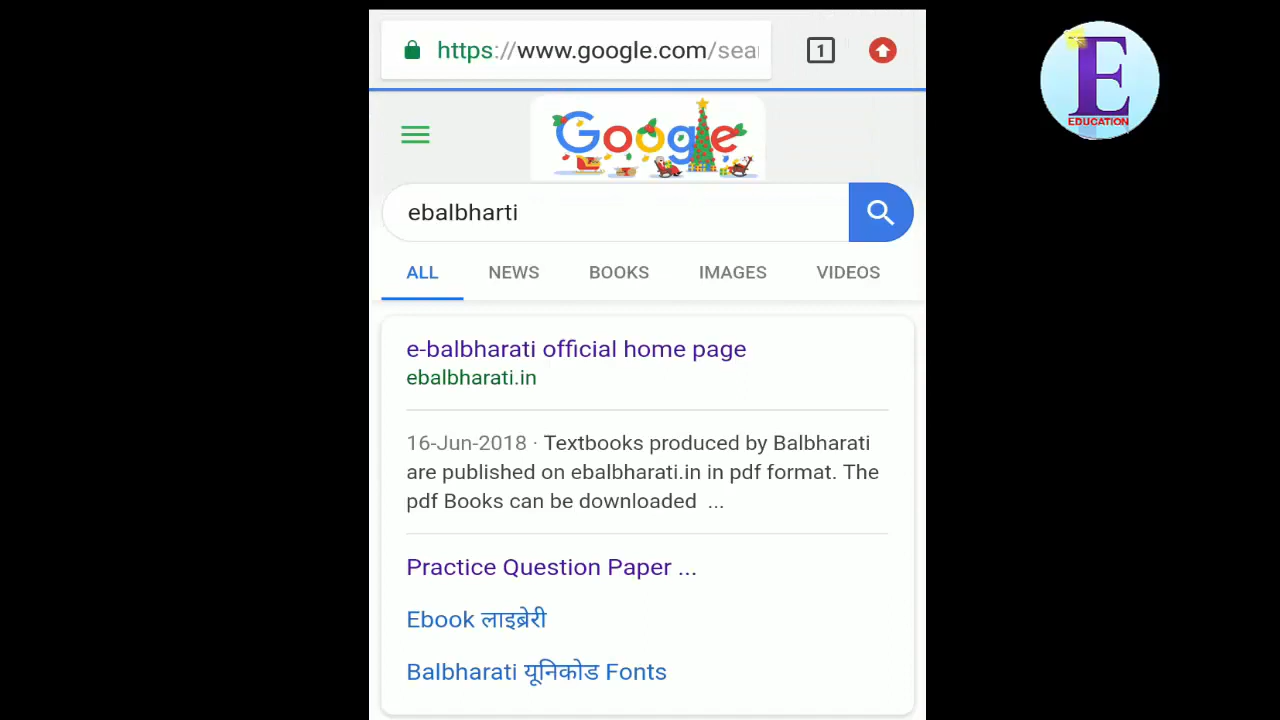 https://www.google.com/sea
1
E
EDUCATION
Google
ebalbharti
ALL NEWS BOOKS IMAGES VIDEOS
e-balbharati official home page
ebalbharati.in
16-Jun-2018 · Textbooks produced by Balbharati
are published on ebalbharati.in in pdf format. The
pdf Books can be downloaded ...
Practice Question Paper ...
Ebook लाइब्रेरी
Balbharati यूनिकोड Fonts